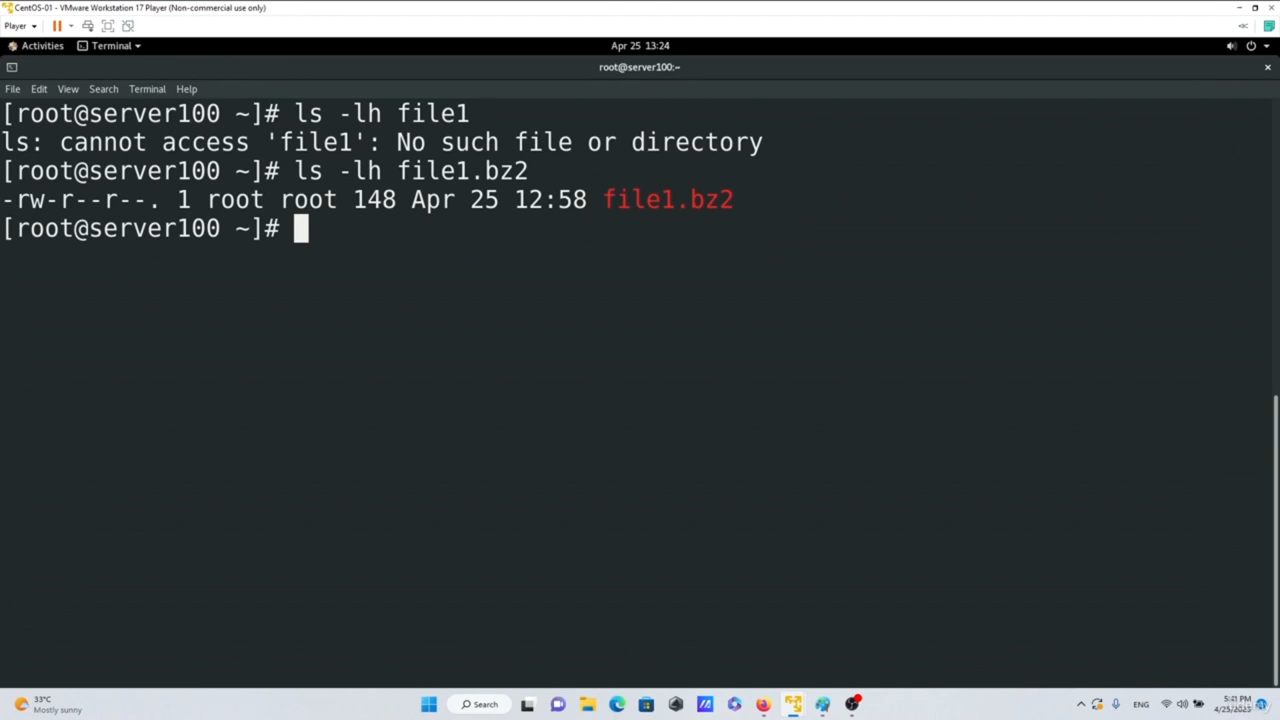 CentOS-01 - VMware Workstation 17 Player (Non-commercial use only)
Player
Activities Terminal Apr 25 13:24
root@server100:~
File Edit View Search Terminal Help
[root@server100 ~]# ls -lh file1
ls: cannot access 'file1': No such file or directory
[root@server100 ~]# ls -lh file1.bz2
-rw-r--r--. 1 root root 148 Apr 25 12:58 file1.bz2
[root@server100 ~]#
33°C
Mostly sunny
Search
ENG
5:41 PM
4/25/2023